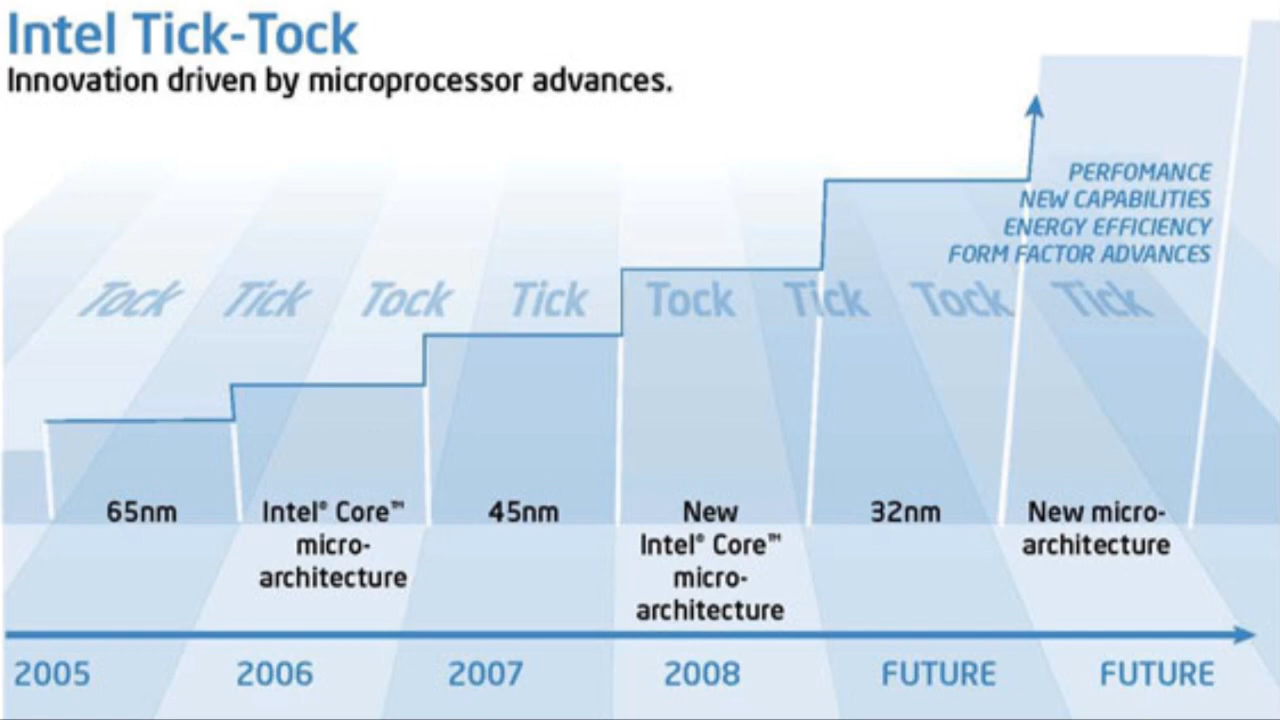 Intel Tick-Tock
Innovation driven by microprocessor advances.
PERFOMANCE
NEW CAPABILITIES
ENERGY EFFICIENCY
FORM FACTOR ADVANCES
Tock Tick Tock Tick Tock Tick Tock Tick
65nm
Intel® Core™
micro-
architecture
45nm
New
Intel® Core™
micro-
architecture
32nm
New micro-
architecture
2005 2006 2007 2008 FUTURE FUTURE